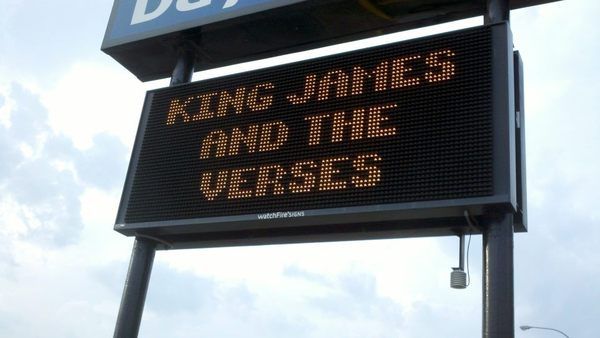 KING JAMES
AND THE
VERSES
watchFire'SIGNS